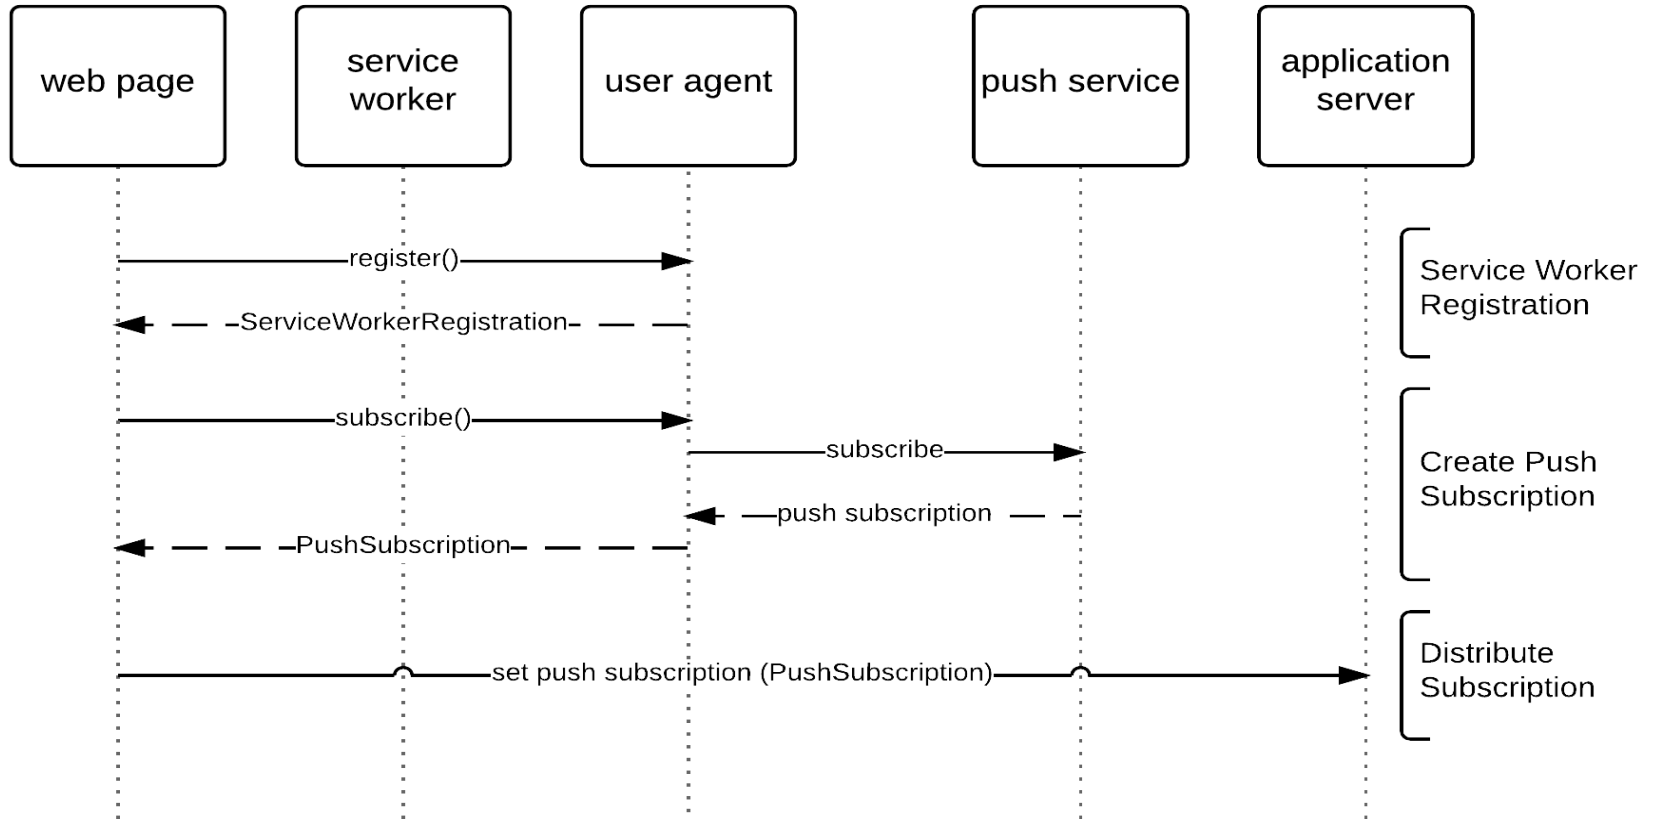 web page
service
worker
user agent
push service
application
server
register()
ServiceWorkerRegistration
Service Worker
Registration
subscribe()
subscribe
push subscription
PushSubscription
Create Push
Subscription
set push subscription (PushSubscription)
Distribute
Subscription